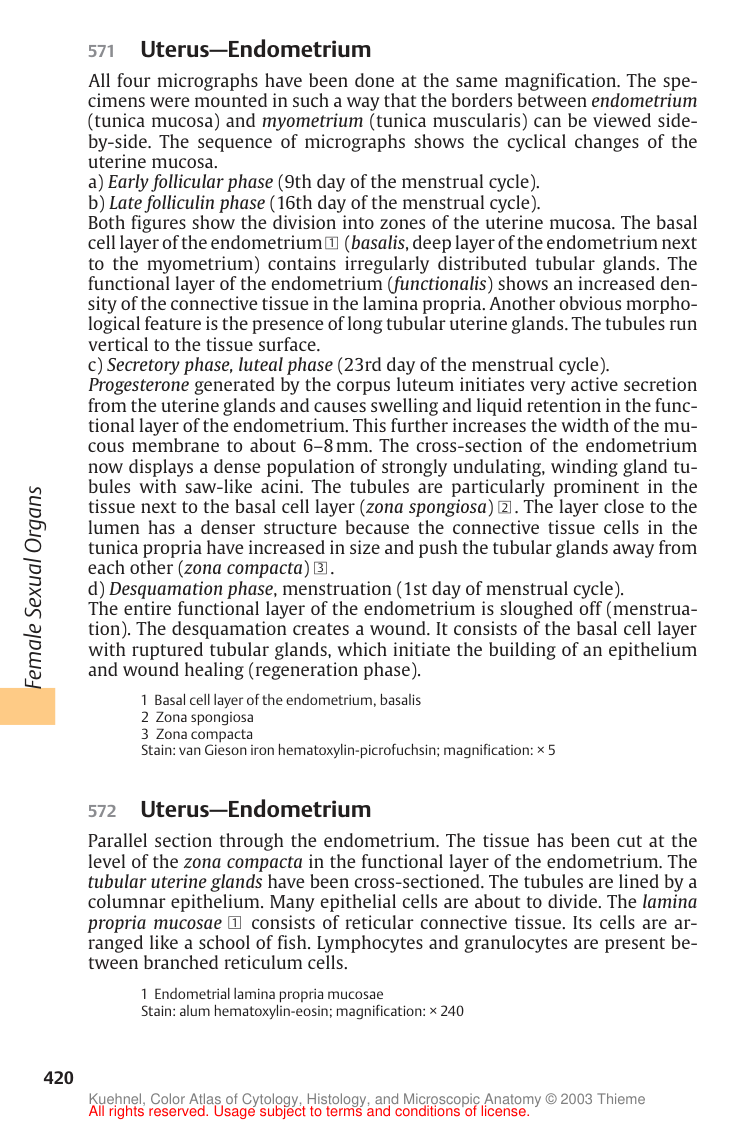 571 Uterus—Endometrium
All four micrographs have been done at the same magnification. The spe-
cimens were mounted in such a way that the borders between endometrium
(tunica mucosa) and myometrium (tunica muscularis) can be viewed side-
by-side. The sequence of micrographs shows the cyclical changes of the
uterine mucosa.
a) Early follicular phase (9th day of the menstrual cycle).
b) Late folliculin phase (16th day of the menstrual cycle).
Both figures show the division into zones of the uterine mucosa. The basal
cell layer of the endometrium 1 (basalis, deep layer of the endometrium next
to the myometrium) contains irregularly distributed tubular glands. The
functional layer of the endometrium (functionalis) shows an increased den-
sity of the connective tissue in the lamina propria. Another obvious morpho-
logical feature is the presence of long tubular uterine glands. The tubules run
vertical to the tissue surface.
c) Secretory phase, luteal phase (23rd day of the menstrual cycle).
Progesterone generated by the corpus luteum initiates very active secretion
from the uterine glands and causes swelling and liquid retention in the func-
tional layer of the endometrium. This further increases the width of the mu-
cous membrane to about 6–8 mm. The cross-section of the endometrium
now displays a dense population of strongly undulating, winding gland tu-
bules with saw-like acini. The tubules are particularly prominent in the
tissue next to the basal cell layer (zona spongiosa) 2. The layer close to the
lumen has a denser structure because the connective tissue cells in the
tunica propria have increased in size and push the tubular glands away from
each other (zona compacta) 3.
d) Desquamation phase, menstruation (1st day of menstrual cycle).
The entire functional layer of the endometrium is sloughed off (menstrua-
tion). The desquamation creates a wound. It consists of the basal cell layer
with ruptured tubular glands, which initiate the building of an epithelium
and wound healing (regeneration phase).
1 Basal cell layer of the endometrium, basalis
2 Zona spongiosa
3 Zona compacta
Stain: van Gieson iron hematoxylin-picrofuchsin; magnification: × 5
Female Sexual Organs
572 Uterus—Endometrium
Parallel section through the endometrium. The tissue has been cut at the
level of the zona compacta in the functional layer of the endometrium. The
tubular uterine glands have been cross-sectioned. The tubules are lined by a
columnar epithelium. Many epithelial cells are about to divide. The lamina
propria mucosae 1 consists of reticular connective tissue. Its cells are ar-
ranged like a school of fish. Lymphocytes and granulocytes are present be-
tween branched reticulum cells.
1 Endometrial lamina propria mucosae
Stain: alum hematoxylin-eosin; magnification: × 240
420
Kuehnel, Color Atlas of Cytology, Histology, and Microscopic Anatomy © 2003 Thieme
All rights reserved. Usage subject to terms and conditions of license.